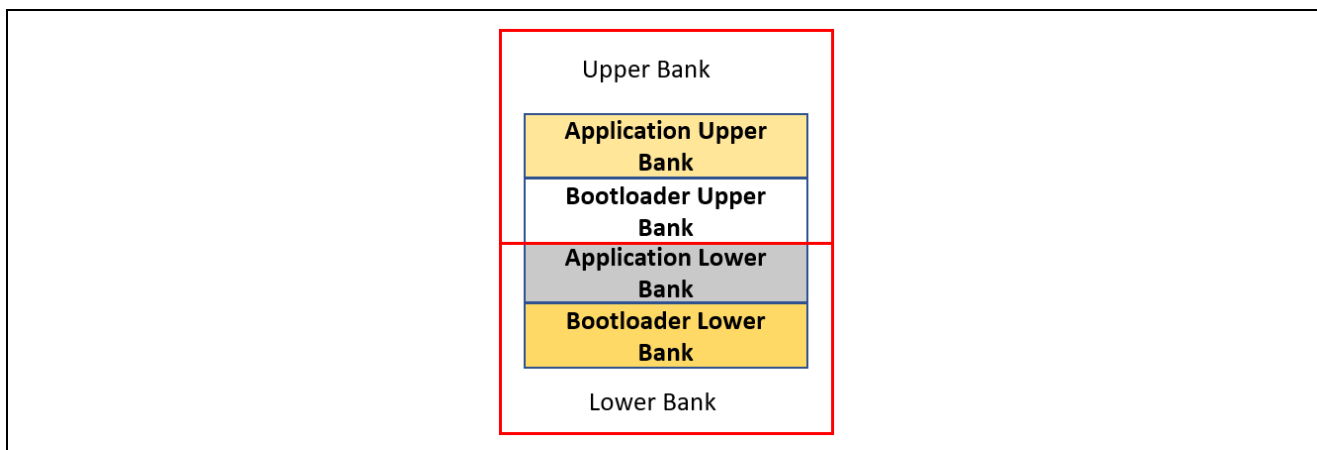 Upper Bank
Application Upper
Bank
Bootloader Upper
Bank
Application Lower
Bank
Bootloader Lower
Bank
Lower Bank